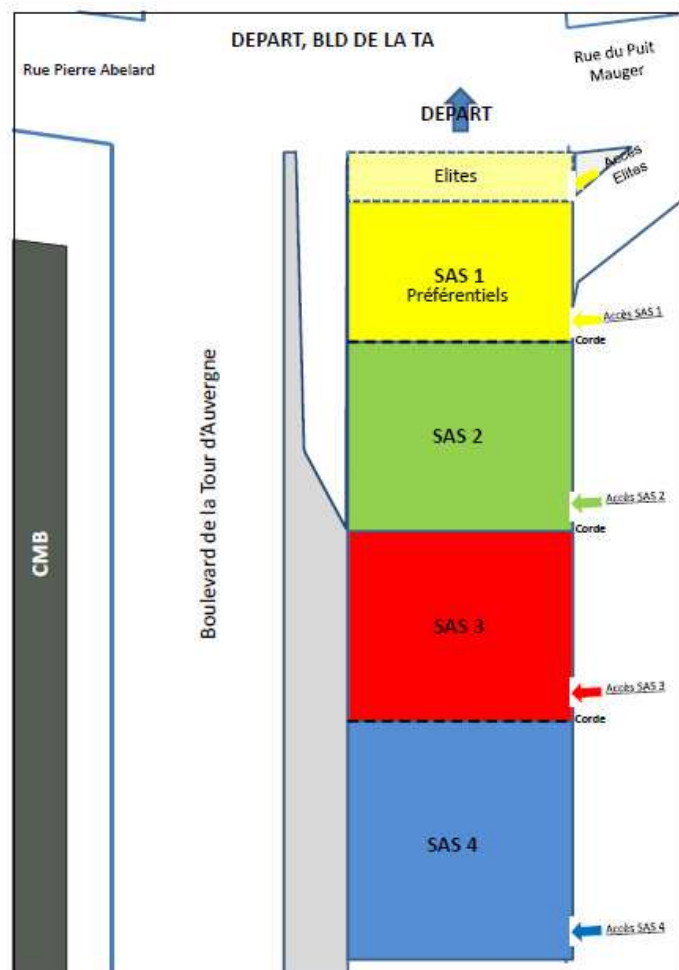 DEPART, BLD DE LA TA
Rue Pierre Abelard
Rue du Puit
Mauger
DEPART
Elites
Accès
Elites
SAS 1
Préférentiels
Accès SAS 1
Corde
SAS 2
Accès SAS 2
Corde
Boulevard de la Tour d'Auvergne
CMB
SAS 3
Accès SAS 3
Corde
SAS 4
Accès SAS 4